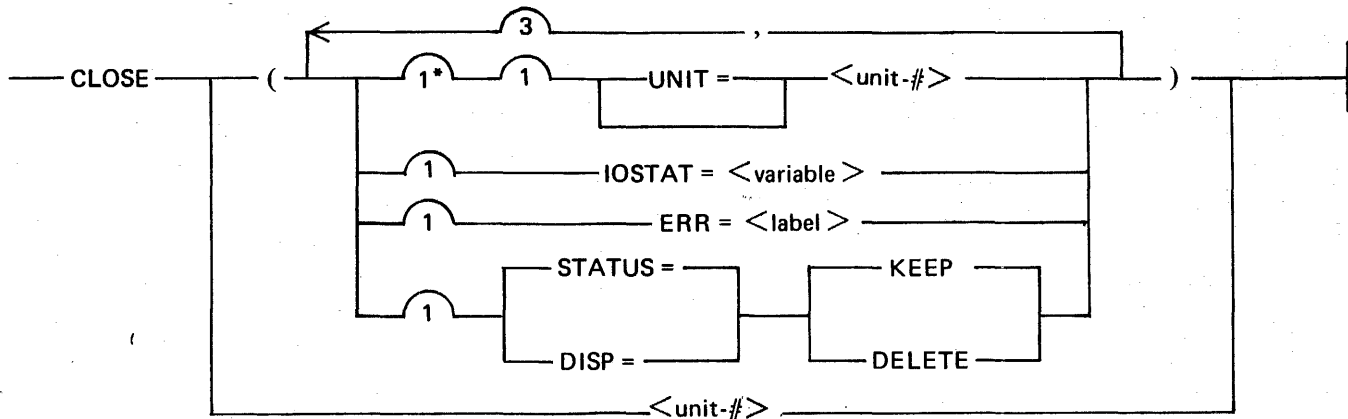 3 ,
CLOSE ( 1* 1 UNIT = <unit-#> )
1 IOSTAT = <variable>
1 ERR = <label>
STATUS = KEEP
1
DISP = DELETE
<unit-#>